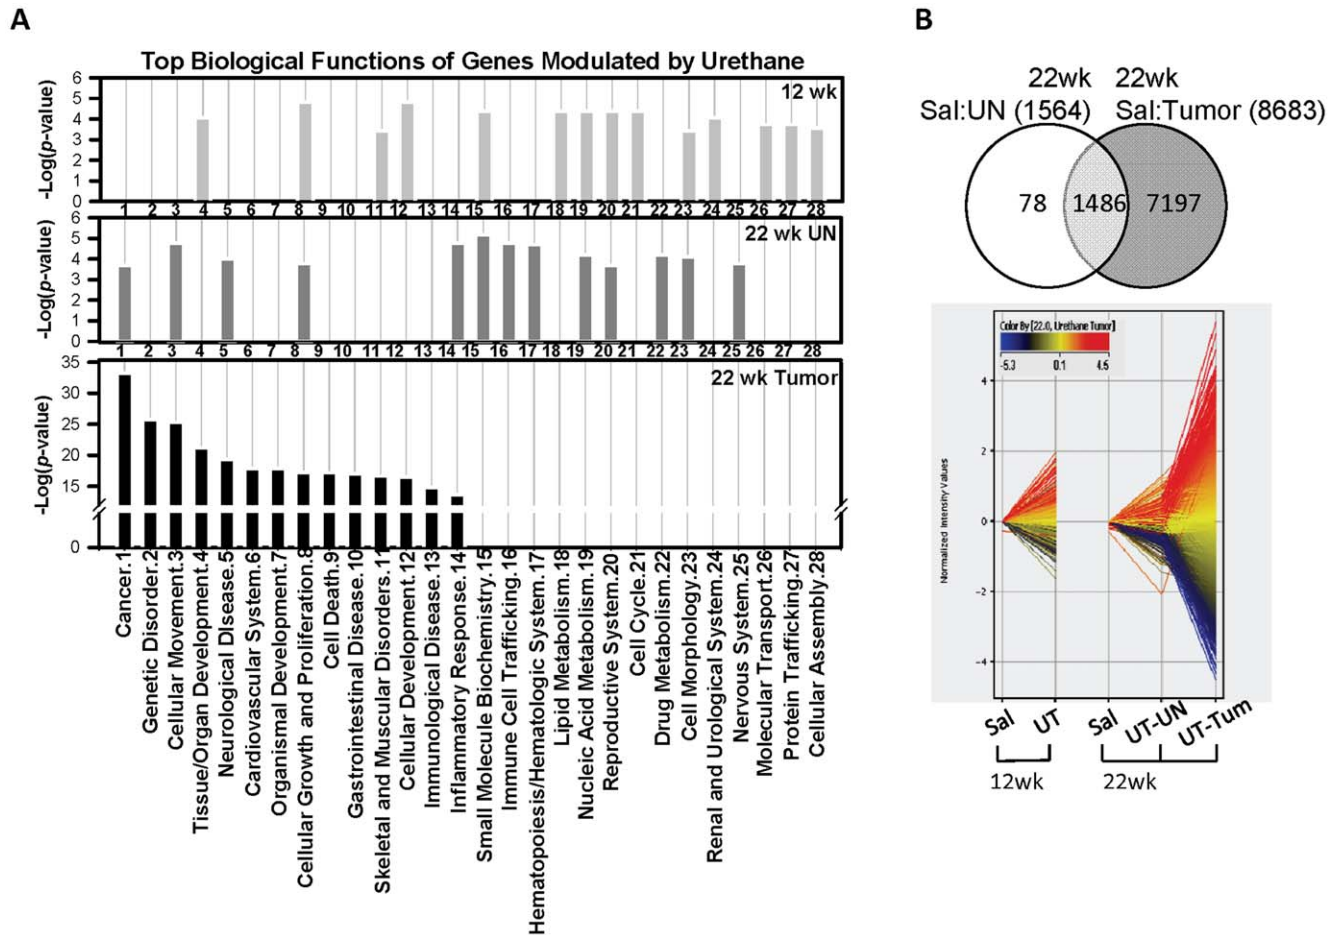 A
Top Biological Functions of Genes Modulated by Urethane
-Log(p-value)
6
5
4
3
2
1
0
12 wk
1 2 3 4 5 6 7 8 9 10 11 12 13 14 15 16 17 18 19 20 21 22 23 24 25 26 27 28
-Log(p-value)
6
5
4
3
2
1
0
22 wk UN
1 2 3 4 5 6 7 8 9 10 11 12 13 14 15 16 17 18 19 20 21 22 23 24 25 26 27 28
-Log(p-value)
35
30
25
20
15
0
22 wk Tumor
Cancer.1
Genetic Disorder.2
Cellular Movement.3
Tissue/Organ Development.4
Neurological Disease.5
Cardiovascular System.6
Organismal Development.7
Cellular Growth and Proliferation.8
Cell Death.9
Gastrointestinal Disease.10
Skeletal and Muscular Disorders.11
Cellular Development.12
Immunological Disease.13
Inflammatory Response.14
Small Molecule Biochemistry.15
Immune Cell Trafficking.16
Hematopoiesis/Hematologic System.17
Lipid Metabolism.18
Nucleic Acid Metabolism.19
Reproductive System.20
Cell Cycle.21
Drug Metabolism.22
Cell Morphology.23
Renal and Urological System.24
Nervous System.25
Molecular Transport.26
Protein Trafficking.27
Cellular Assembly.28
B
22wk
Sal:UN (1564)
22wk
Sal:Tumor (8683)
78
1486
7197
Color By [22.0, Urethane Tumor]
-5.3 0.1 4.5
Normalized Intensity Values
4
2
0
-2
-4
Sal
UT
Sal
UT-UN
UT-Tum
12wk
22wk